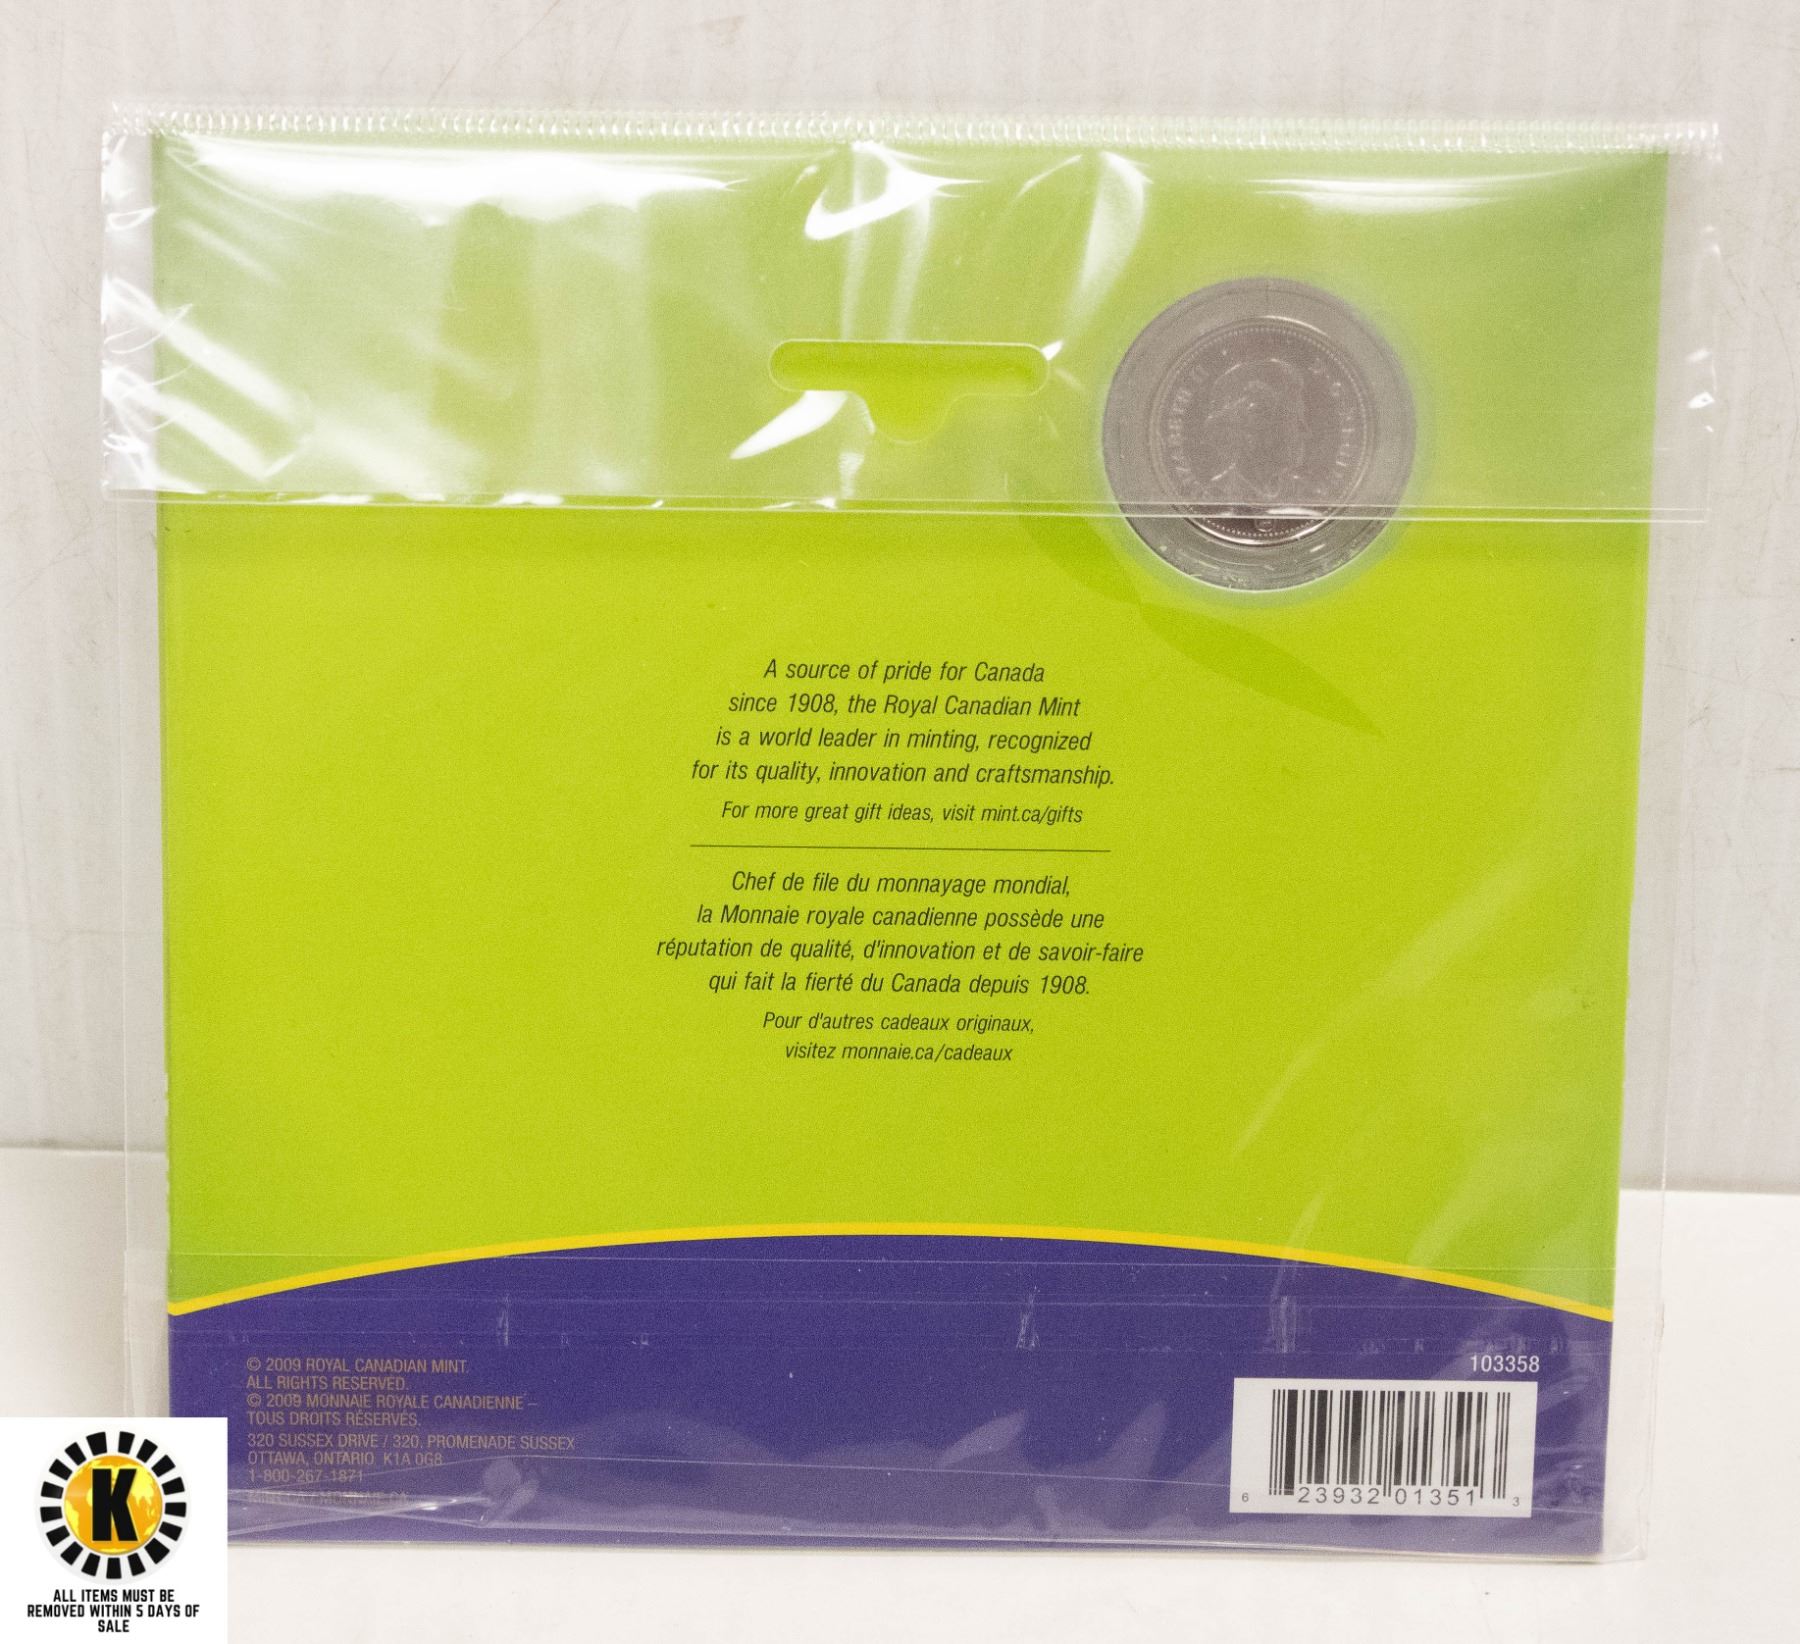 ELIZABETH II
A source of pride for Canada
since 1908, the Royal Canadian Mint
is a world leader in minting, recognized
for its quality, innovation and craftsmanship.
For more great gift ideas, visit mint.ca/gifts
Chef de file du monnayage mondial,
la Monnaie royale canadienne possède une
réputation de qualité, d'innovation et de savoir-faire
qui fait la fierté du Canada depuis 1908.
Pour d'autres cadeaux originaux,
visitez monnaie.ca/cadeaux
© 2009 ROYAL CANADIAN MINT.
ALL RIGHTS RESERVED.
© 2009 MONNAIE ROYALE CANADIENNE –
TOUS DROITS RÉSERVÉS.
320 SUSSEX DRIVE / 320, PROMENADE SUSSEX
OTTAWA, ONTARIO K1A 0G8
1-800-267-1871
103358
6 23932 01351 3
K
ALL ITEMS MUST BE
REMOVED WITHIN 5 DAYS OF
SALE